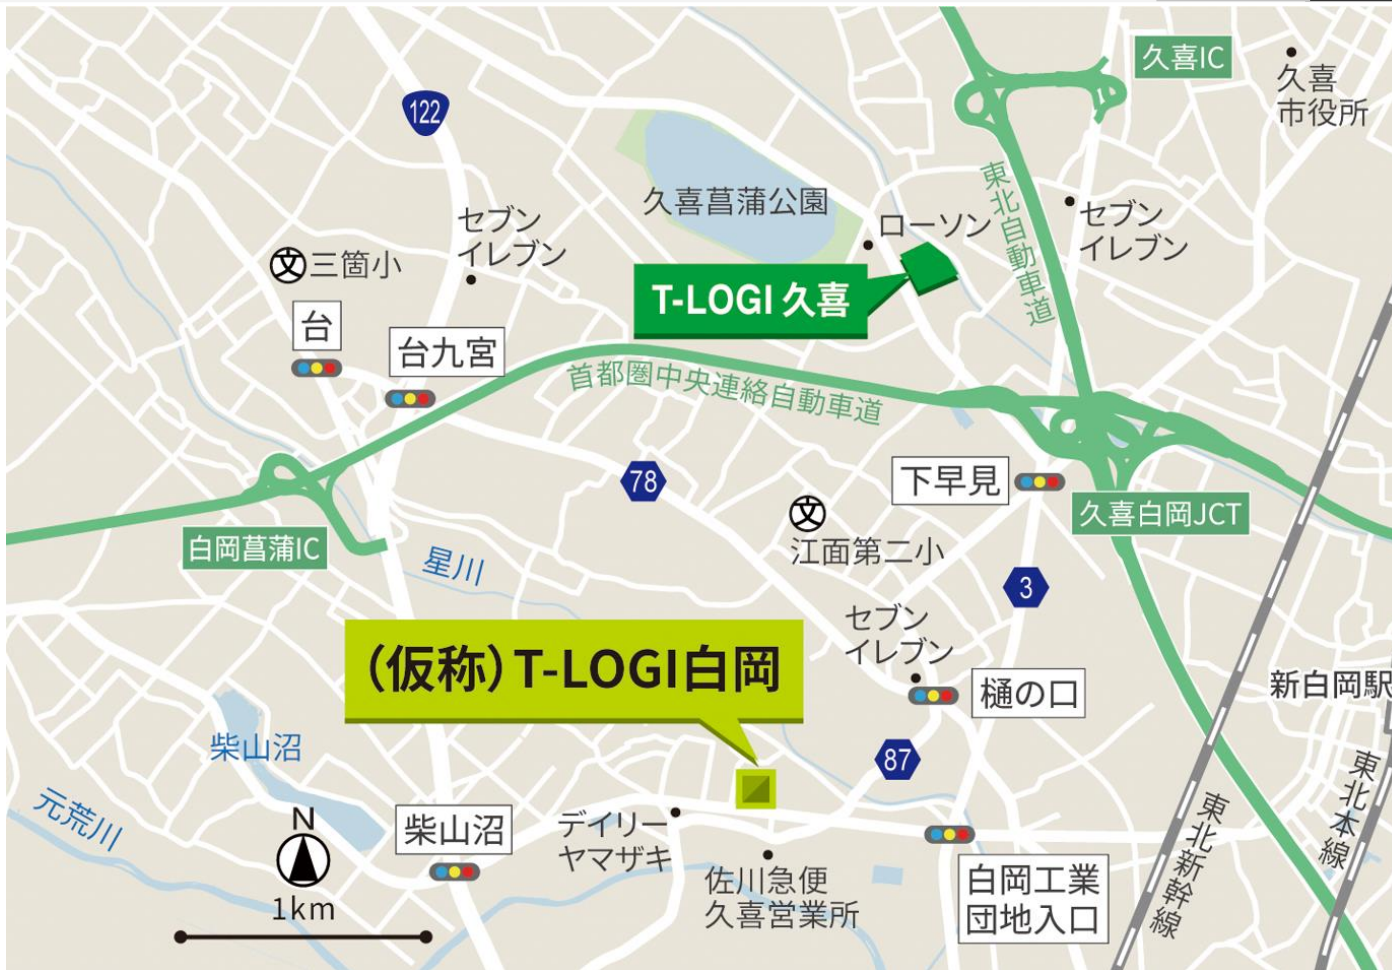 久喜IC
久喜
市役所
122
東北自動車道
久喜菖蒲公園
セブン
イレブン
ローソン
セブン
イレブン
文
三箇小
T-LOGI 久喜
台
台九宮
首都圏中央連絡自動車道
78
下早見
文
久喜白岡JCT
白岡菖蒲IC
江面第二小
星川
3
セブン
イレブン
(仮称)T-LOGI白岡
樋の口
新白岡駅
柴山沼
87
元荒川
N
1km
柴山沼
デイリー
ヤマザキ
佐川急便
久喜営業所
白岡工業
団地入口
東北新幹線
東北本線